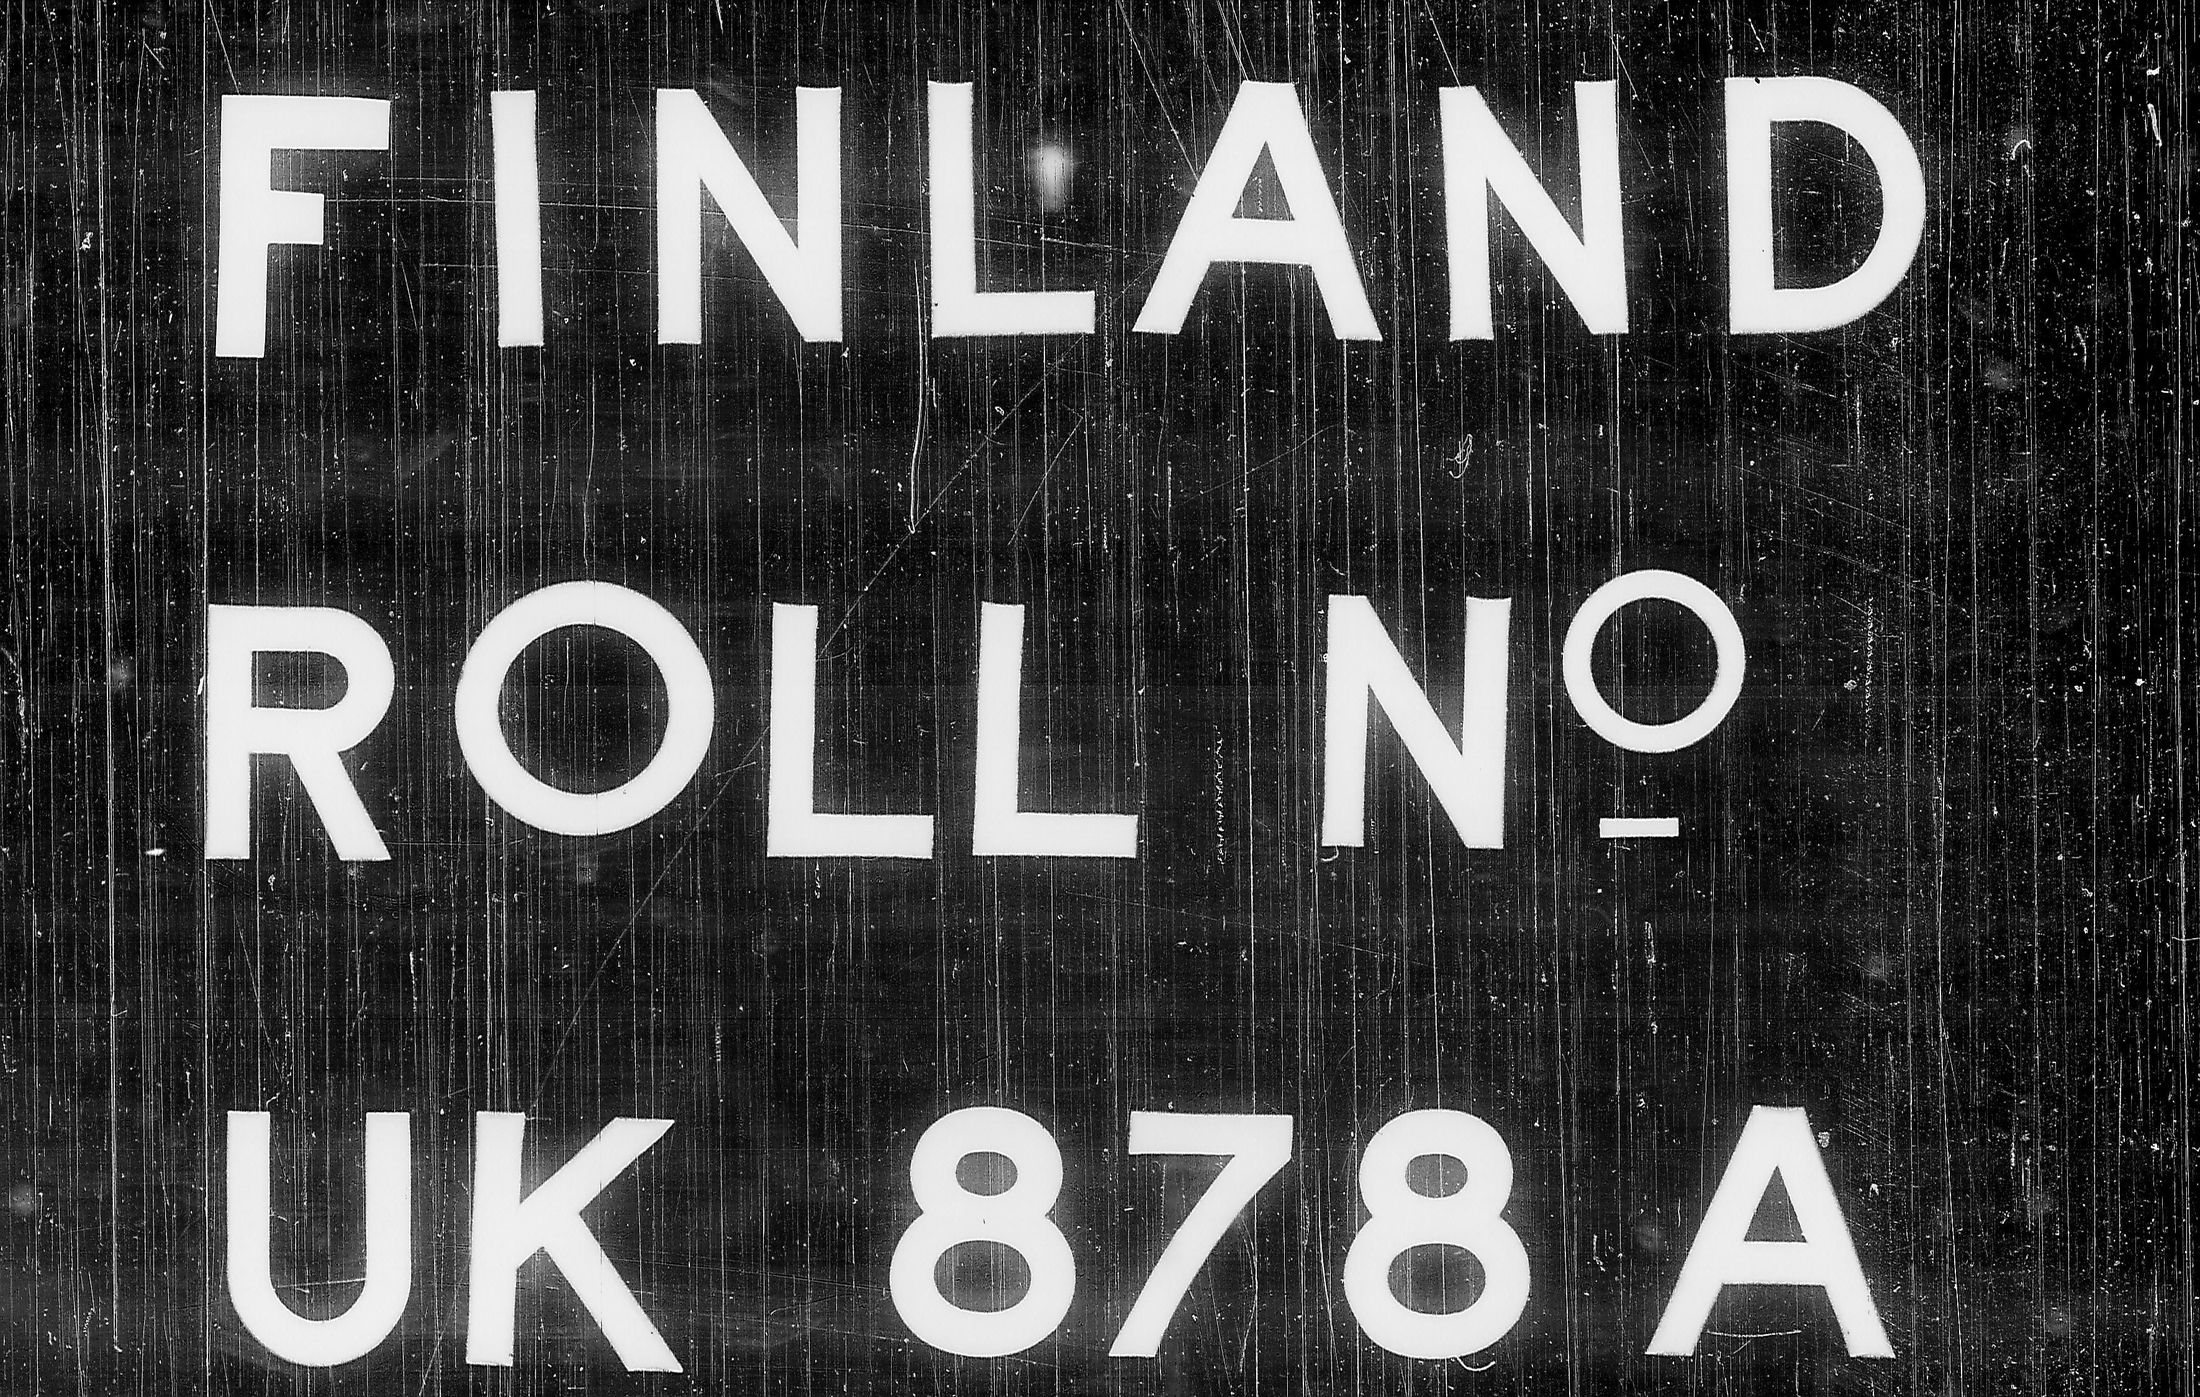 FINLAND
ROLL Nº
UK 878 A